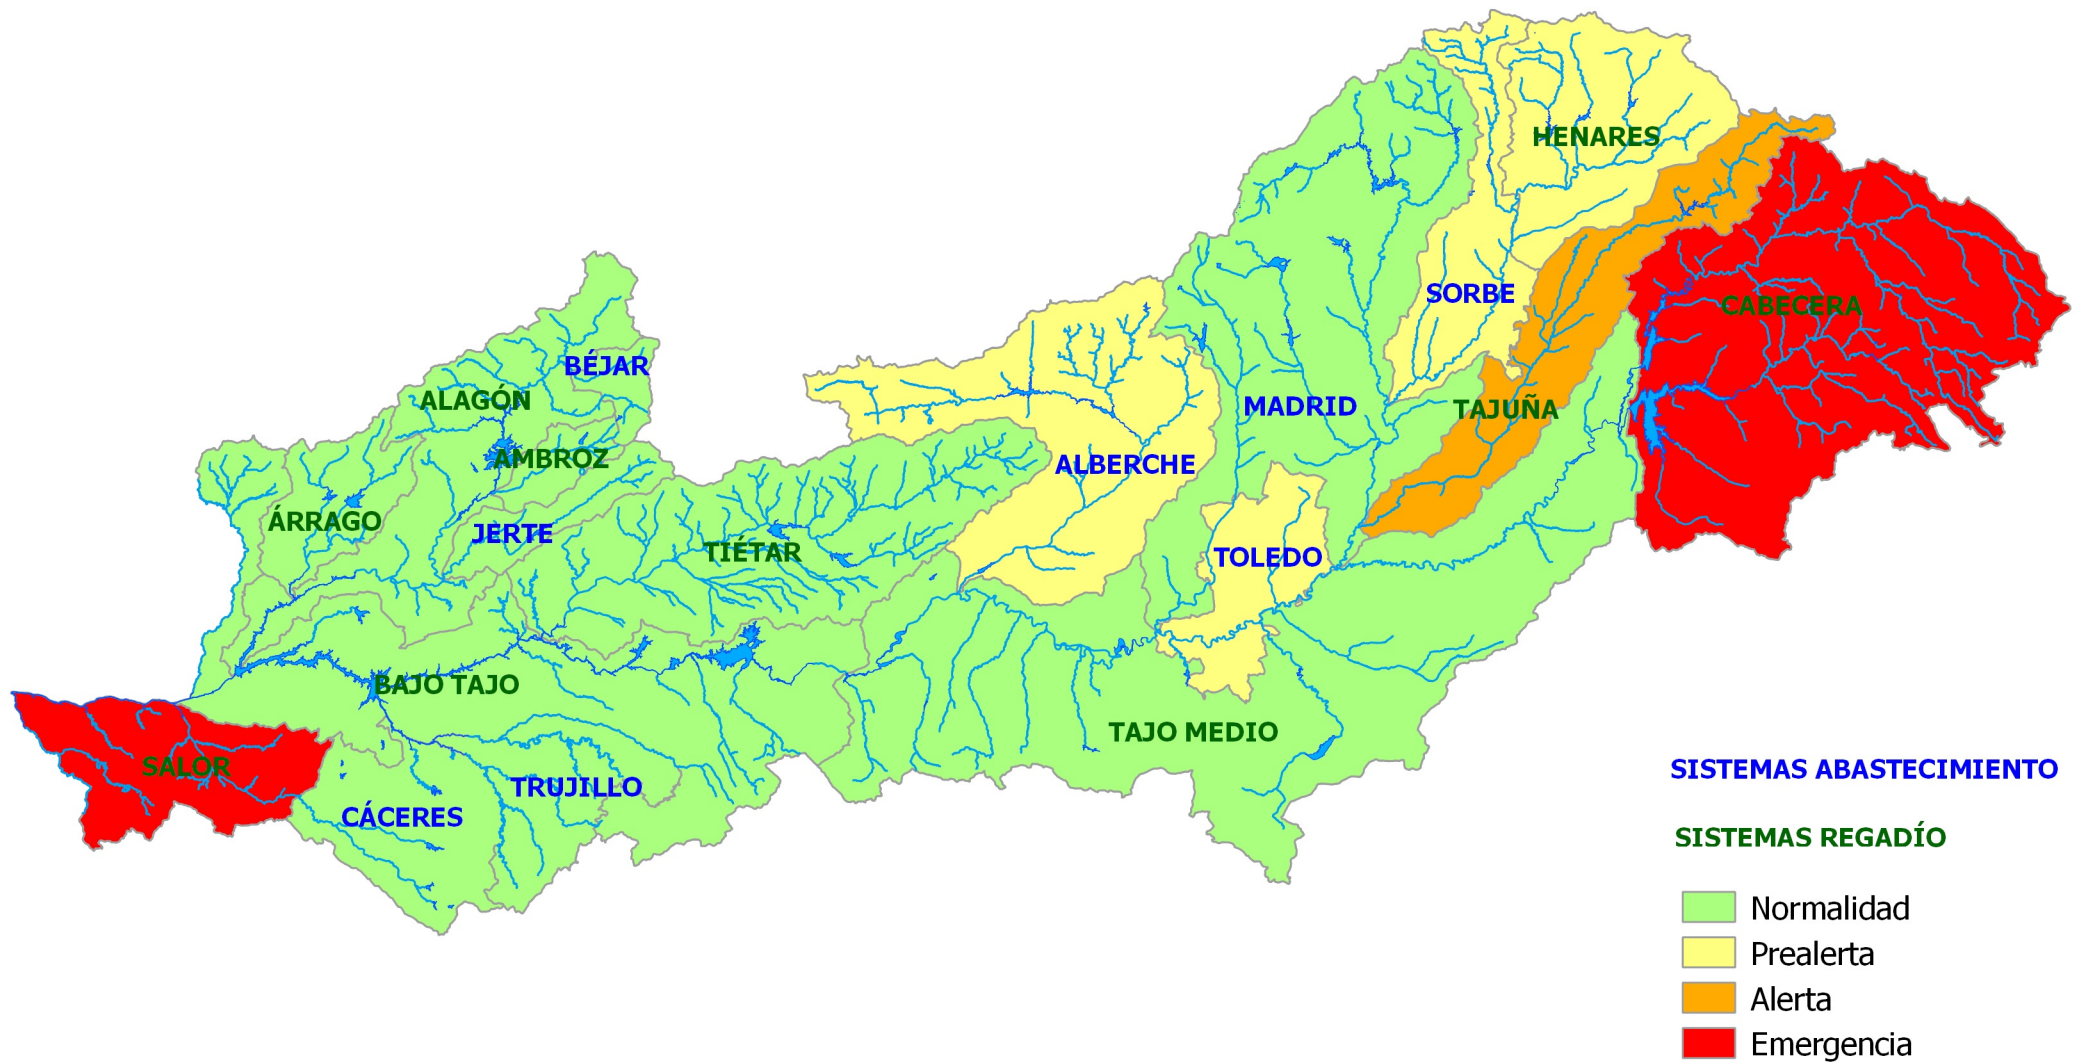 HENARES
SORBE
CABECERA
BÉJAR
ALAGÓN
MADRID
TAJUÑA
AMBROZ
ALBERCHE
ÁRRAGO
JERTE
TIÉTAR
TOLEDO
BAJO TAJO
TAJO MEDIO
SALOR
TRUJILLO
CÁCERES
SISTEMAS ABASTECIMIENTO
SISTEMAS REGADÍO
Normalidad
Prealerta
Alerta
Emergencia